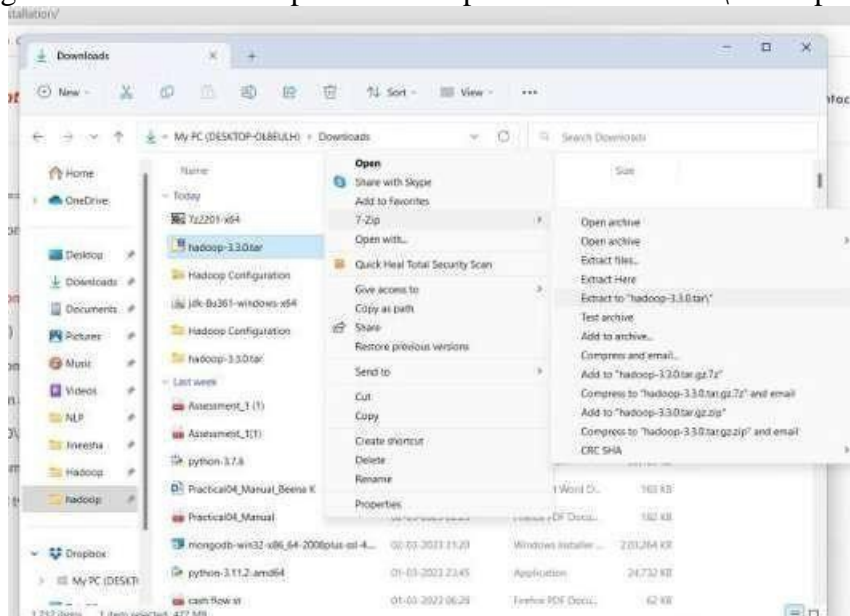 stallation/
Downloads
New
Sort
View
My PC (DESKTOP-OL8EULH) Downloads
Search Downloads
Home
OneDrive
Desktop
Downloads
Documents
Pictures
Music
Videos
NLP
Jineesha
Hadoop
hadoop
Dropbox
My PC (DESKT
Name
Size
Today
7z2201-x64
hadoop-3.3.0.tar
Hadoop Configuration
jdk-8u361-windows-x64
Hadoop Configuration
hadoop-3.3.0.tar
Last week
Assessment_1 (1)
Assessment_1(1)
python-3.7.8
Practical04_Manual_Beena K
Practical04_Manual
mongodb-win32-x86_64-2008plus-ssl-4... 02-03-2023 11:20 Windows Installer ... 2,03,264 KB
python-3.11.2-amd64 01-03-2023 23:45 Application 24,732 KB
cash flow st 01-03-2023 06:29 Firefox PDF Docu... 62 KB
163 KB
182 KB
Open
Share with Skype
Add to Favorites
7-Zip
Open with...
Quick Heal Total Security Scan
Give access to
Copy as path
Share
Restore previous versions
Send to
Cut
Copy
Create shortcut
Delete
Rename
Properties
Open archive
Open archive
Extract files...
Extract Here
Extract to "hadoop-3.3.0.tar\"
Test archive
Add to archive...
Compress and email...
Add to "hadoop-3.3.0.tar.gz.7z"
Compress to "hadoop-3.3.0.tar.gz.7z" and email
Add to "hadoop-3.3.0.tar.gz.zip"
Compress to "hadoop-3.3.0.tar.gz.zip" and email
CRC SHA
1 item selected 477 MB